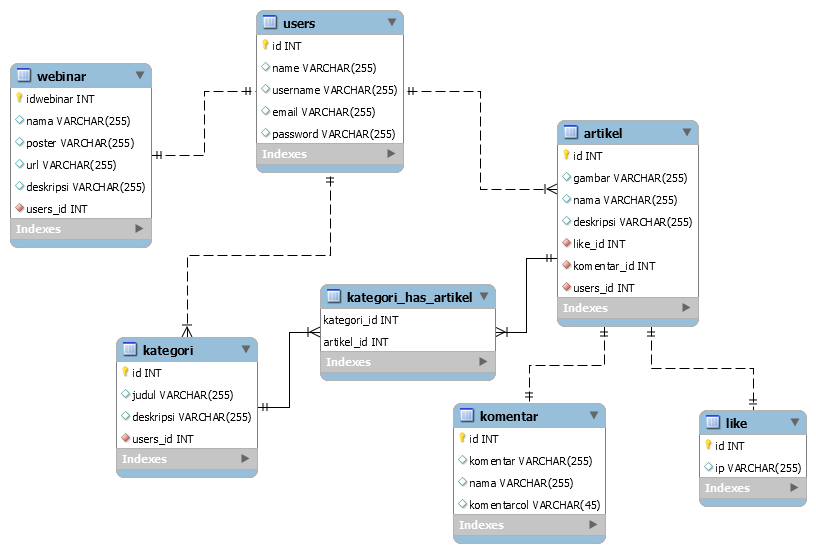 users
id INT
name VARCHAR(255)
username VARCHAR(255)
email VARCHAR(255)
password VARCHAR(255)
Indexes
webinar
idwebinar INT
nama VARCHAR(255)
poster VARCHAR(255)
url VARCHAR(255)
deskripsi VARCHAR(255)
users_id INT
Indexes
artikel
id INT
gambar VARCHAR(255)
nama VARCHAR(255)
deskripsi VARCHAR(255)
like_id INT
komentar_id INT
users_id INT
Indexes
kategori_has_artikel
kategori_id INT
artikel_id INT
Indexes
kategori
id INT
judul VARCHAR(255)
deskripsi VARCHAR(255)
users_id INT
Indexes
komentar
id INT
komentar VARCHAR(255)
nama VARCHAR(255)
komentarcol VARCHAR(45)
Indexes
like
id INT
ip VARCHAR(255)
Indexes